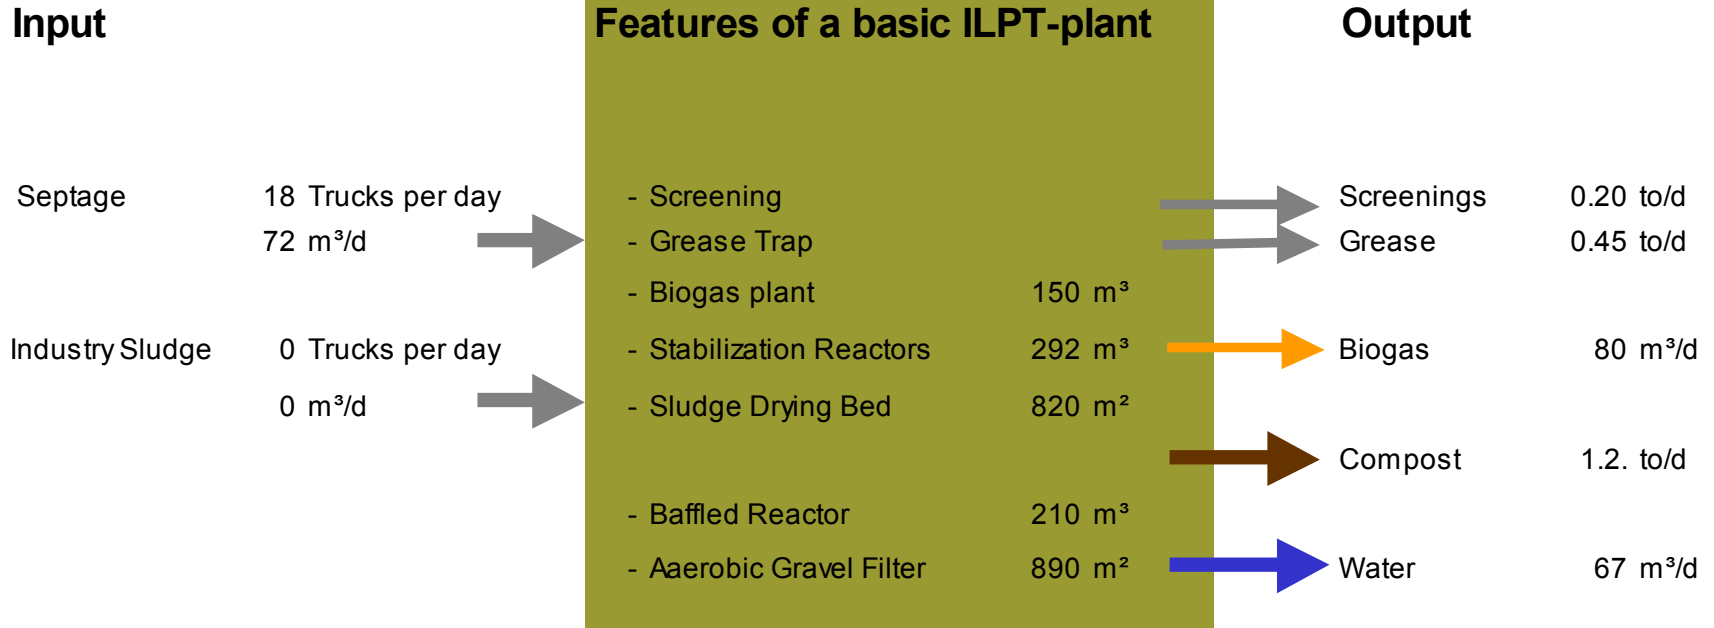 Input Features of a basic ILPT-plant Output
Septage 18 Trucks per day - Screening Screenings 0.20 to/d
72 m³/d - Grease Trap Grease 0.45 to/d
- Biogas plant 150 m³
Industry Sludge 0 Trucks per day - Stabilization Reactors 292 m³ Biogas 80 m³/d
0 m³/d - Sludge Drying Bed 820 m²
Compost 1.2. to/d
- Baffled Reactor 210 m³
- Aaerobic Gravel Filter 890 m² Water 67 m³/d